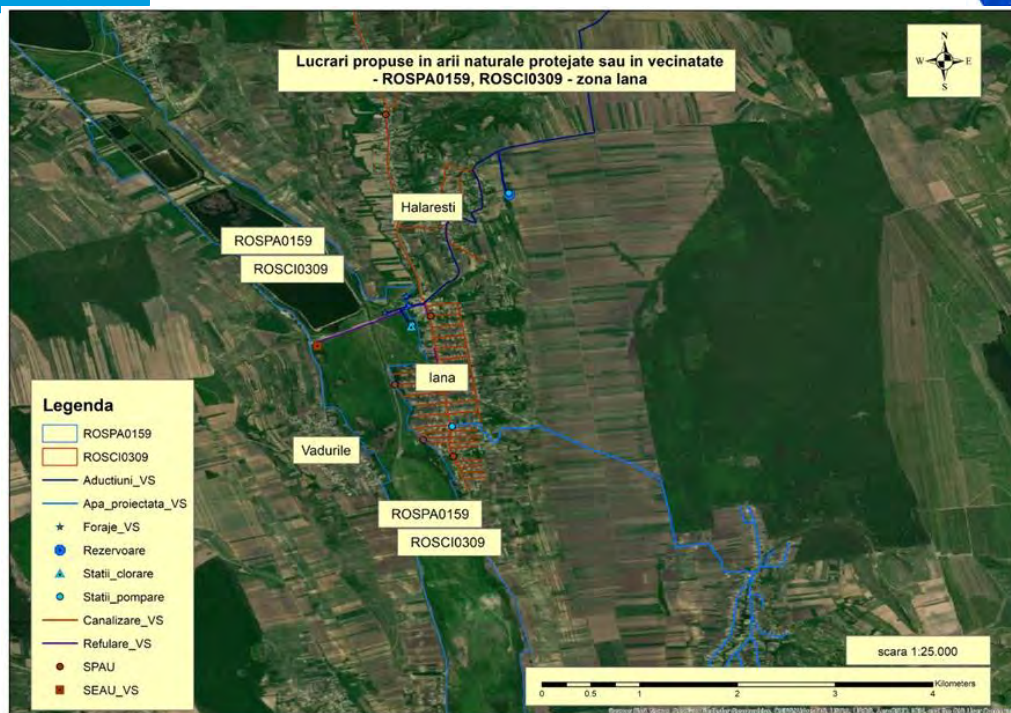 Lucrari propuse in arii naturale protejate sau in vecinatate
- ROSPA0159, ROSCI0309 - zona Iana
N
W E
S
Halaresti
ROSPA0159
ROSCI0309
Iana
Vadurile
ROSPA0159
ROSCI0309
Legenda
ROSPA0159
ROSCI0309
Aductiuni_VS
Apa_proiectata_VS
Foraje_VS
Rezervoare
Statii_clorare
Statii_pompare
Canalizare_VS
Refulare_VS
SPAU
SEAU_VS
scara 1:25.000
Kilometers
0 0.5 1 2 3 4